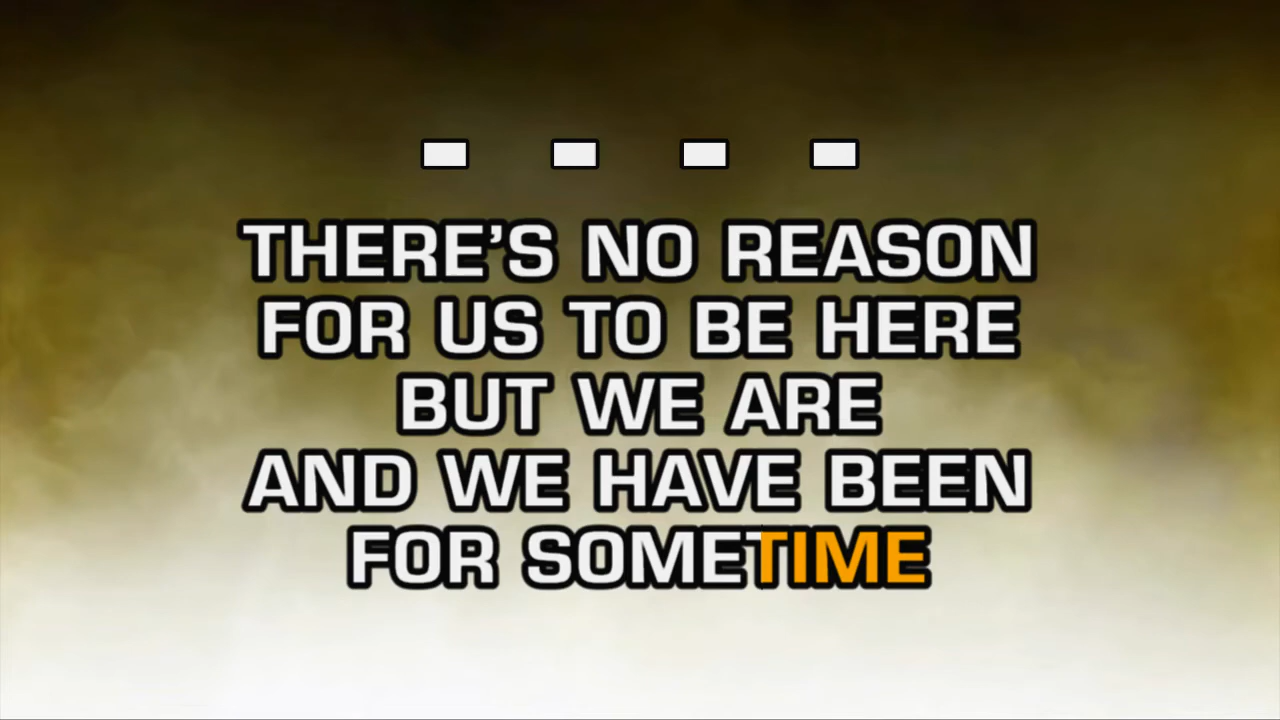 THERE'S NO REASON
FOR US TO BE HERE
BUT WE ARE
AND WE HAVE BEEN
FOR SOMETIME